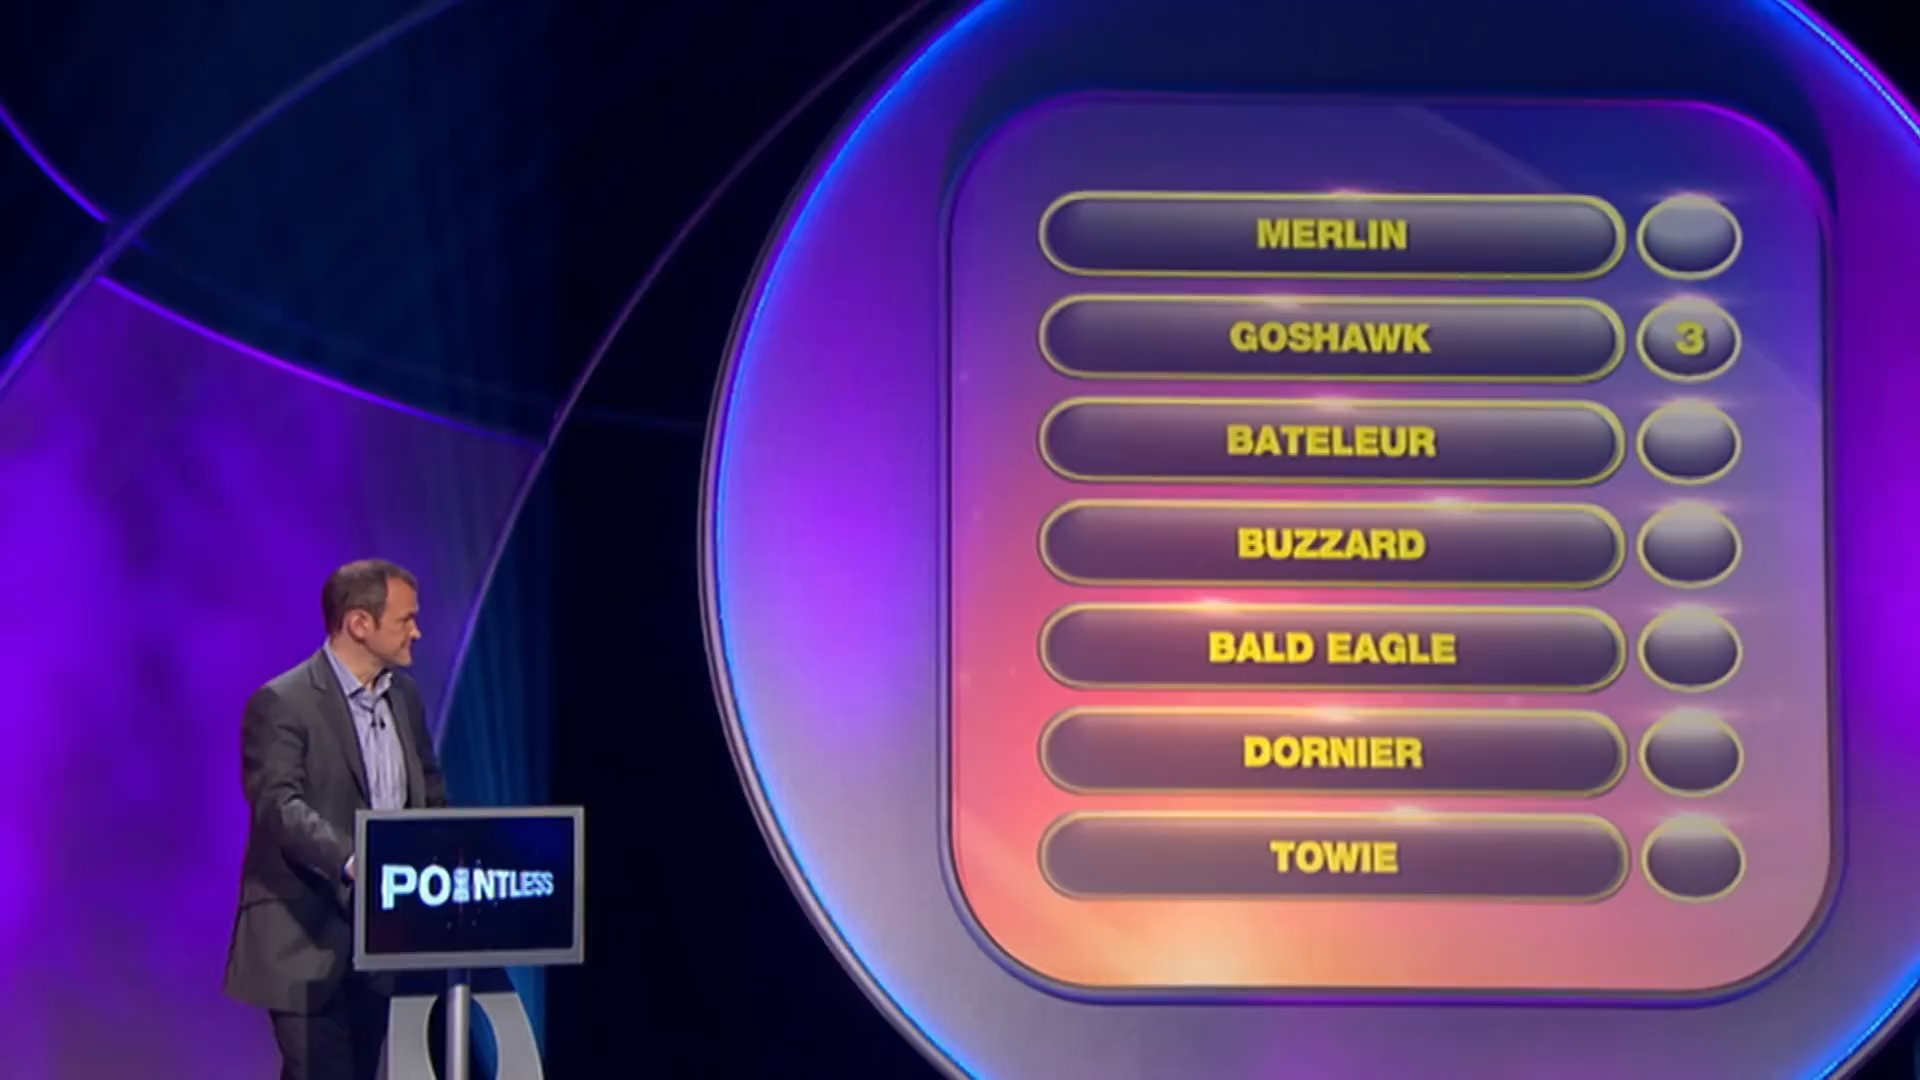 MERLIN
GOSHAWK 3
BATELEUR
BUZZARD
BALD EAGLE
DORNIER
TOWIE
POINTLESS